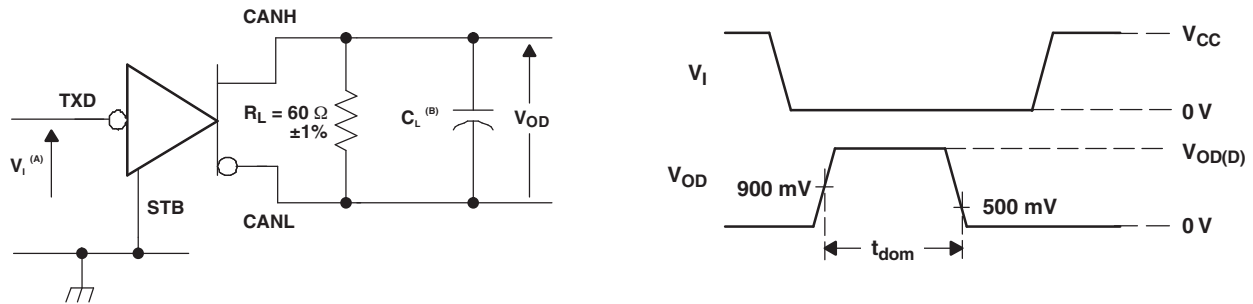 CANH
TXD
R_L = 60 Ω
±1%
C_L (B)
V_OD
V_I (A)
STB
CANL
V_I
V_CC
0 V
V_OD
900 mV
V_OD(D)
500 mV
0 V
t_dom